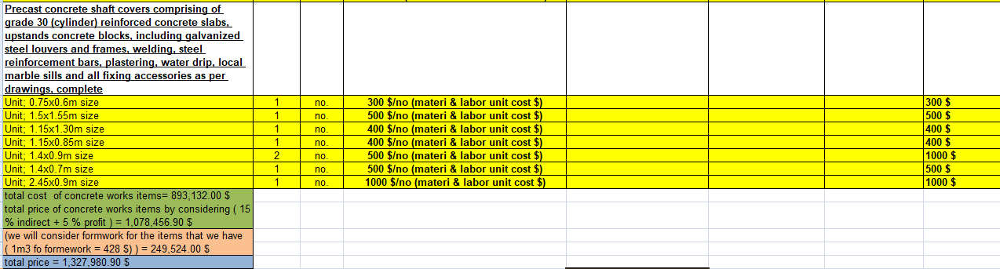 Precast concrete shaft covers comprising of
grade 30 (cylinder) reinforced concrete slabs,
upstands concrete blocks, including galvanized
steel louvers and frames, welding, steel
reinforcement bars, plastering, water drip, local
marble sills and all fixing accessories as per
drawings, complete
Unit; 0.75x0.6m size 1 no. 300 $/no (materi & labor unit cost $) 300 $
Unit; 1.5x1.55m size 1 no. 500 $/no (materi & labor unit cost $) 500 $
Unit; 1.15x1.30m size 1 no. 400 $/no (materi & labor unit cost $) 400 $
Unit; 1.15x0.85m size 1 no. 400 $/no (materi & labor unit cost $) 400 $
Unit; 1.4x0.9m size 2 no. 500 $/no (materi & labor unit cost $) 1000 $
Unit; 1.4x0.7m size 1 no. 500 $/no (materi & labor unit cost $) 500 $
Unit; 2.45x0.9m size 1 no. 1000 $/no (materi & labor unit cost $) 1000 $
total cost of concrete works items= 893,132.00 $
total price of concrete works items by considering ( 15
% indirect + 5 % profit ) = 1,078,456.90 $
(we will consider formwork for the items that we have
( 1m3 fo formework = 428 $) ) = 249,524.00 $
total price = 1,327,980.90 $